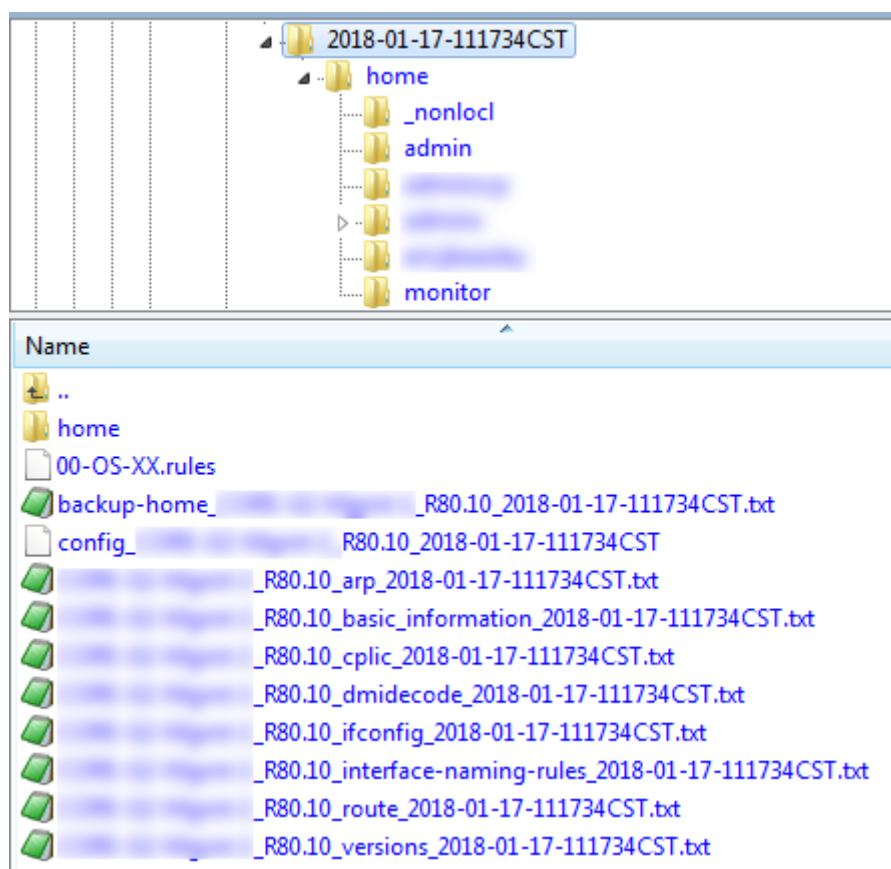 2018-01-17-111734CST
home
_nonlocl
admin
monitor
Name
..
home
00-OS-XX.rules
backup-home_ _R80.10_2018-01-17-111734CST.txt
config_ _R80.10_2018-01-17-111734CST
_R80.10_arp_2018-01-17-111734CST.txt
_R80.10_basic_information_2018-01-17-111734CST.txt
_R80.10_cplic_2018-01-17-111734CST.txt
_R80.10_dmidecode_2018-01-17-111734CST.txt
_R80.10_ifconfig_2018-01-17-111734CST.txt
_R80.10_interface-naming-rules_2018-01-17-111734CST.txt
_R80.10_route_2018-01-17-111734CST.txt
_R80.10_versions_2018-01-17-111734CST.txt